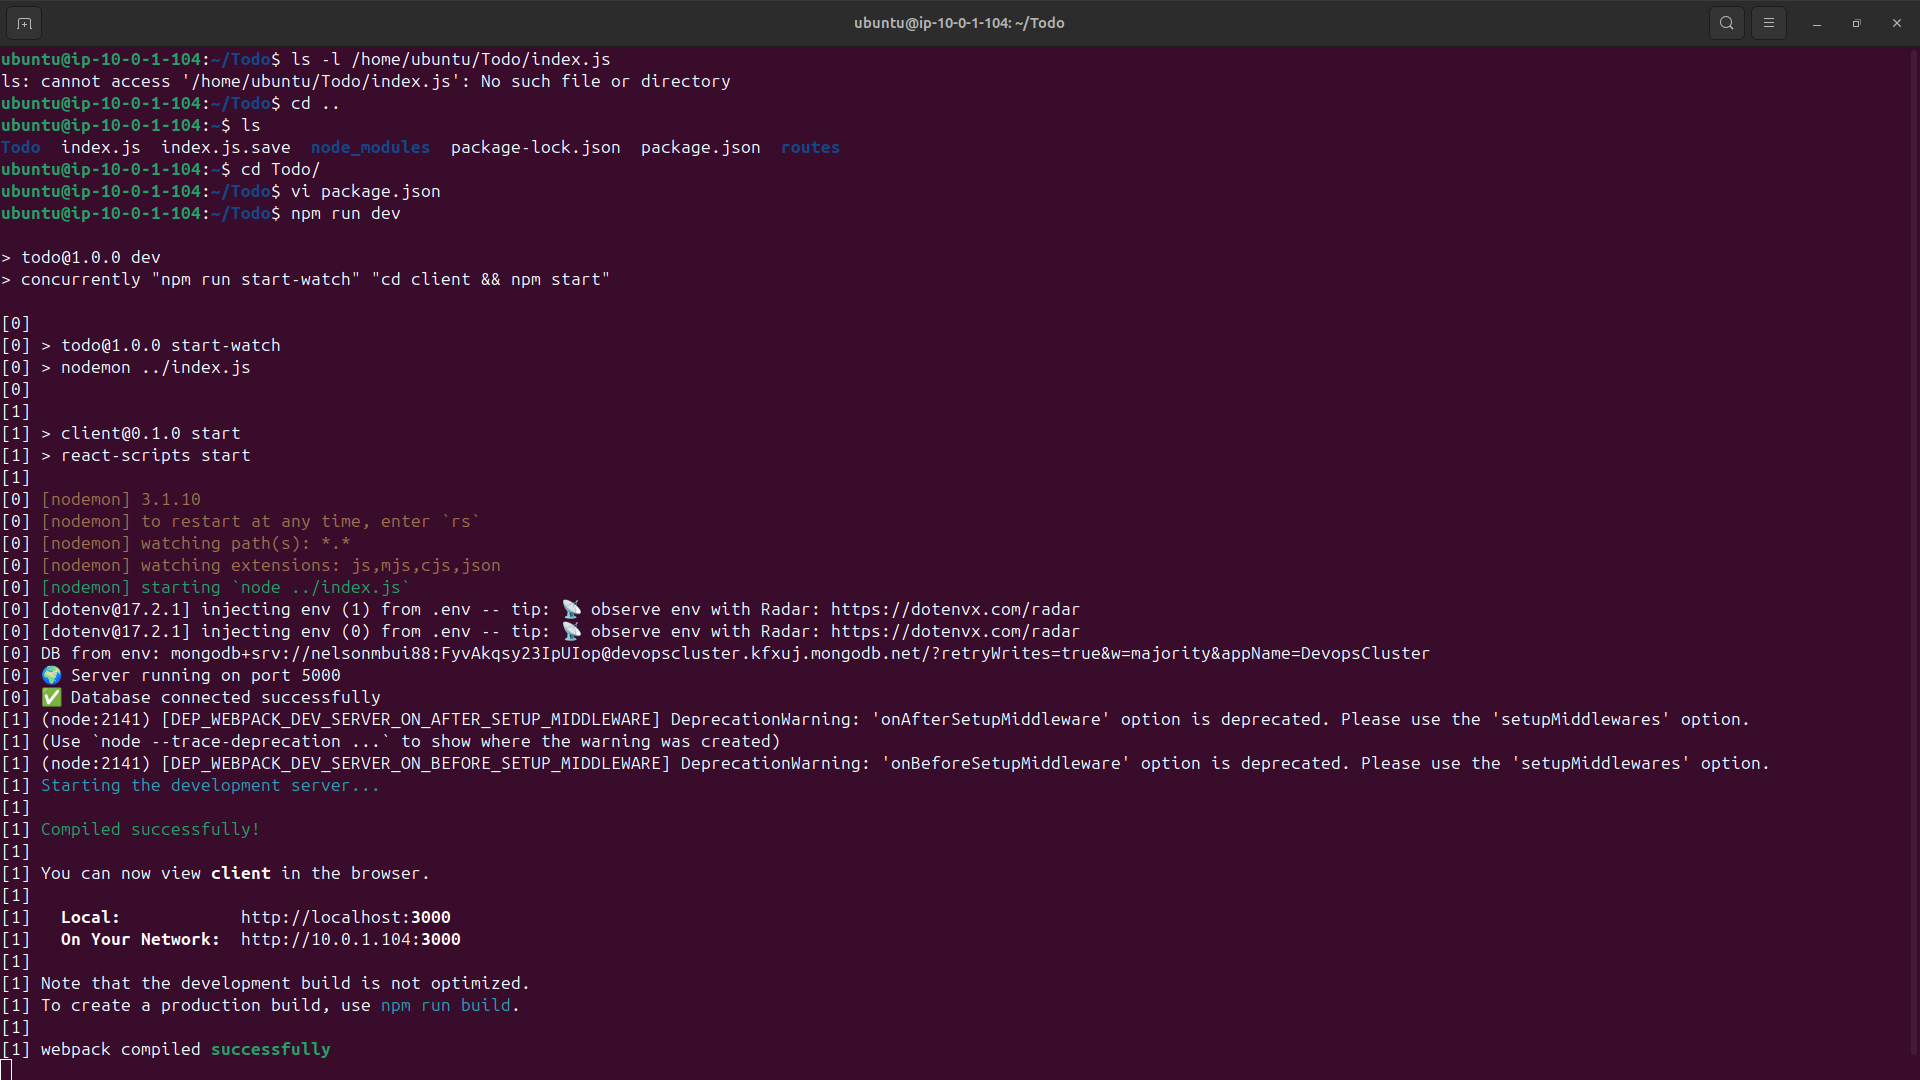 ubuntu@ip-10-0-1-104: ~/Todo
ubuntu@ip-10-0-1-104:~/Todo$ ls -l /home/ubuntu/Todo/index.js
ls: cannot access '/home/ubuntu/Todo/index.js': No such file or directory
ubuntu@ip-10-0-1-104:~/Todo$ cd ..
ubuntu@ip-10-0-1-104:~$ ls
Todo  index.js  index.js.save  node_modules  package-lock.json  package.json  routes
ubuntu@ip-10-0-1-104:~$ cd Todo/
ubuntu@ip-10-0-1-104:~/Todo$ vi package.json
ubuntu@ip-10-0-1-104:~/Todo$ npm run dev
> todo@1.0.0 dev
> concurrently "npm run start-watch" "cd client && npm start"
[0]
[0] > todo@1.0.0 start-watch
[0] > nodemon ../index.js
[0]
[1]
[1] > client@0.1.0 start
[1] > react-scripts start
[1]
[0] [nodemon] 3.1.10
[0] [nodemon] to restart at any time, enter `rs`
[0] [nodemon] watching path(s): *.*
[0] [nodemon] watching extensions: js,mjs,cjs,json
[0] [nodemon] starting `node ../index.js`
[0] [dotenv@17.2.1] injecting env (1) from .env -- tip: 📡 observe env with Radar: https://dotenvx.com/radar
[0] [dotenv@17.2.1] injecting env (0) from .env -- tip: 📡 observe env with Radar: https://dotenvx.com/radar
[0] DB from env: mongodb+srv://nelsonmbui88:FyvAkqsy23IpUIop@devopscluster.kfxuj.mongodb.net/?retryWrites=true&w=majority&appName=DevopsCluster
[0] 🌍 Server running on port 5000
[0] ✅ Database connected successfully
[1] (node:2141) [DEP_WEBPACK_DEV_SERVER_ON_AFTER_SETUP_MIDDLEWARE] DeprecationWarning: 'onAfterSetupMiddleware' option is deprecated. Please use the 'setupMiddlewares' option.
[1] (Use `node --trace-deprecation ...` to show where the warning was created)
[1] (node:2141) [DEP_WEBPACK_DEV_SERVER_ON_BEFORE_SETUP_MIDDLEWARE] DeprecationWarning: 'onBeforeSetupMiddleware' option is deprecated. Please use the 'setupMiddlewares' option.
[1] Starting the development server...
[1]
[1] Compiled successfully!
[1]
[1] You can now view client in the browser.
[1]
[1]   Local:            http://localhost:3000
[1]   On Your Network:  http://10.0.1.104:3000
[1]
[1] Note that the development build is not optimized.
[1] To create a production build, use npm run build.
[1]
[1] webpack compiled successfully